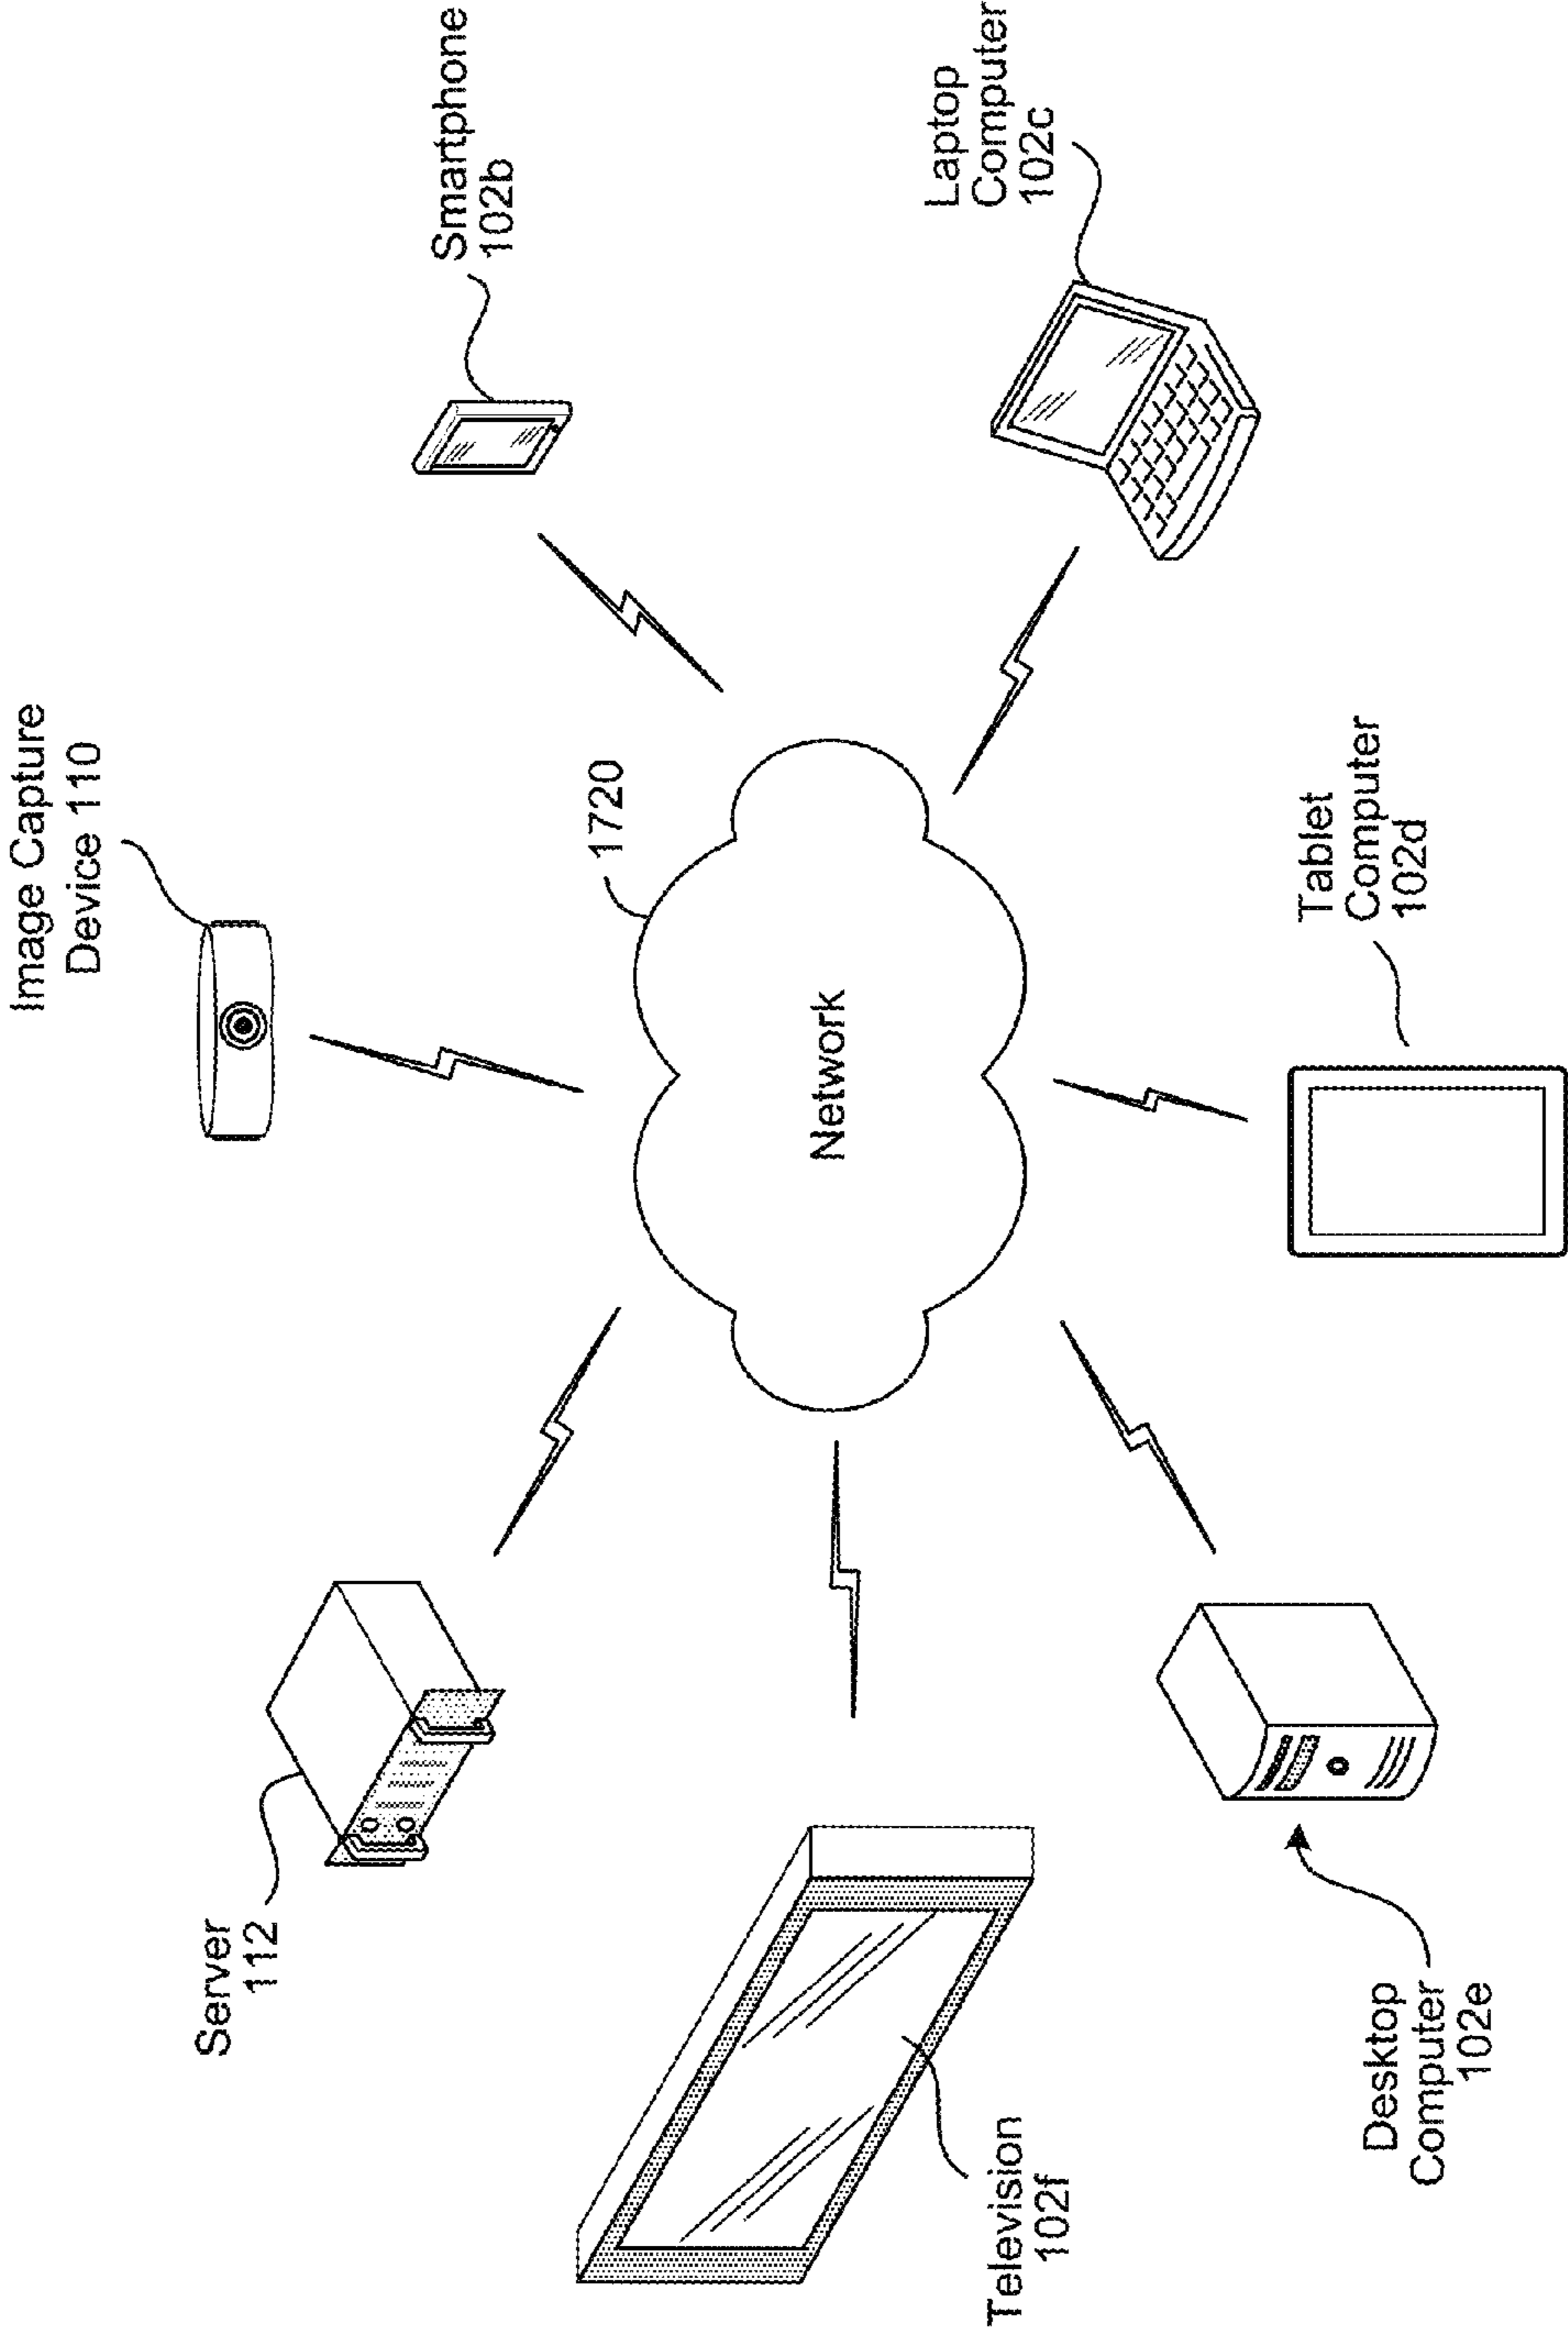 Image Capture
Device 110
Server
112
Smartphone
102b
1720
Network
Television
102f
Laptop
Computer
102c
Desktop
Computer
102e
Tablet
Computer
102d